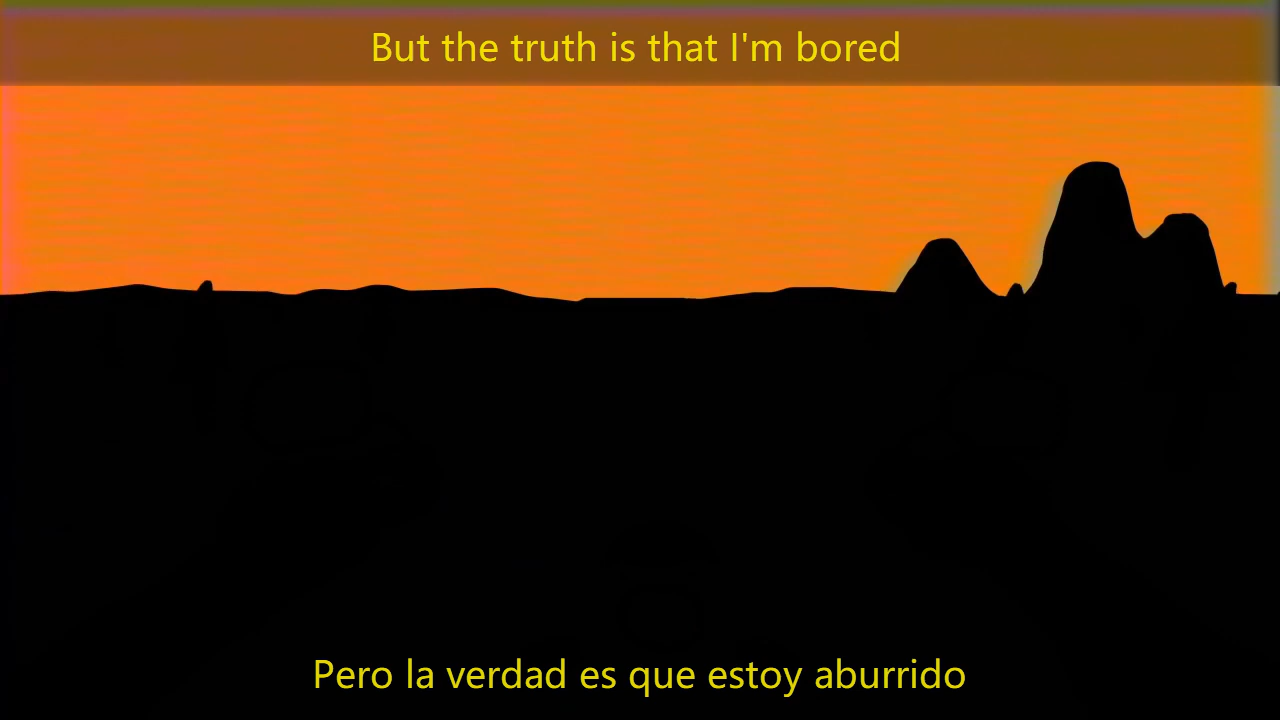 But the truth is that I'm bored
Pero la verdad es que estoy aburrido